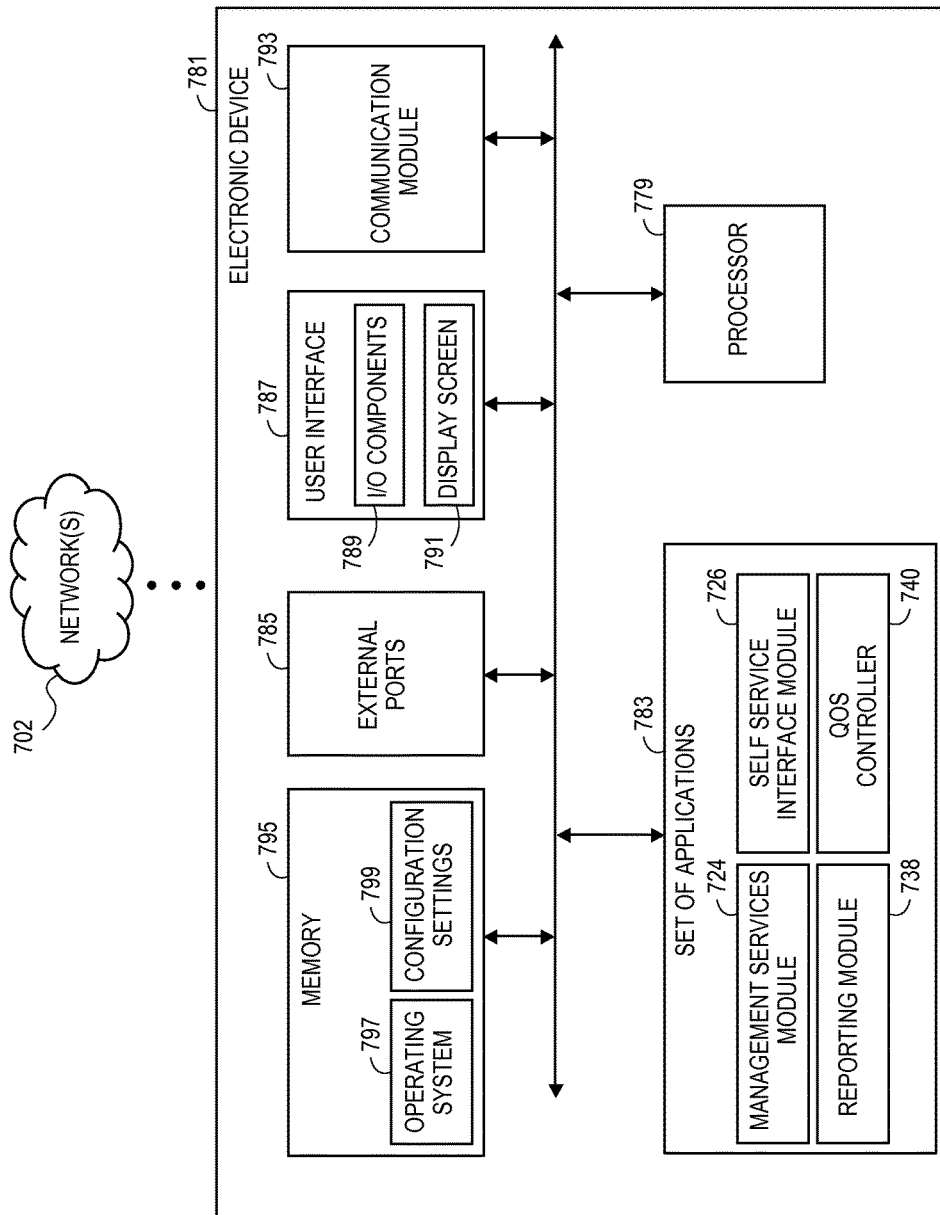 NETWORK(S)
702
ELECTRONIC DEVICE
781
MEMORY
795
OPERATING
SYSTEM
797
CONFIGURATION
SETTINGS
799
EXTERNAL
PORTS
785
USER INTERFACE
787
I/O COMPONENTS
789
DISPLAY SCREEN
791
COMMUNICATION
MODULE
793
SET OF APPLICATIONS
783
MANAGEMENT SERVICES
MODULE
724
SELF SERVICE
INTERFACE MODULE
726
REPORTING MODULE
738
QOS
CONTROLLER
740
PROCESSOR
779